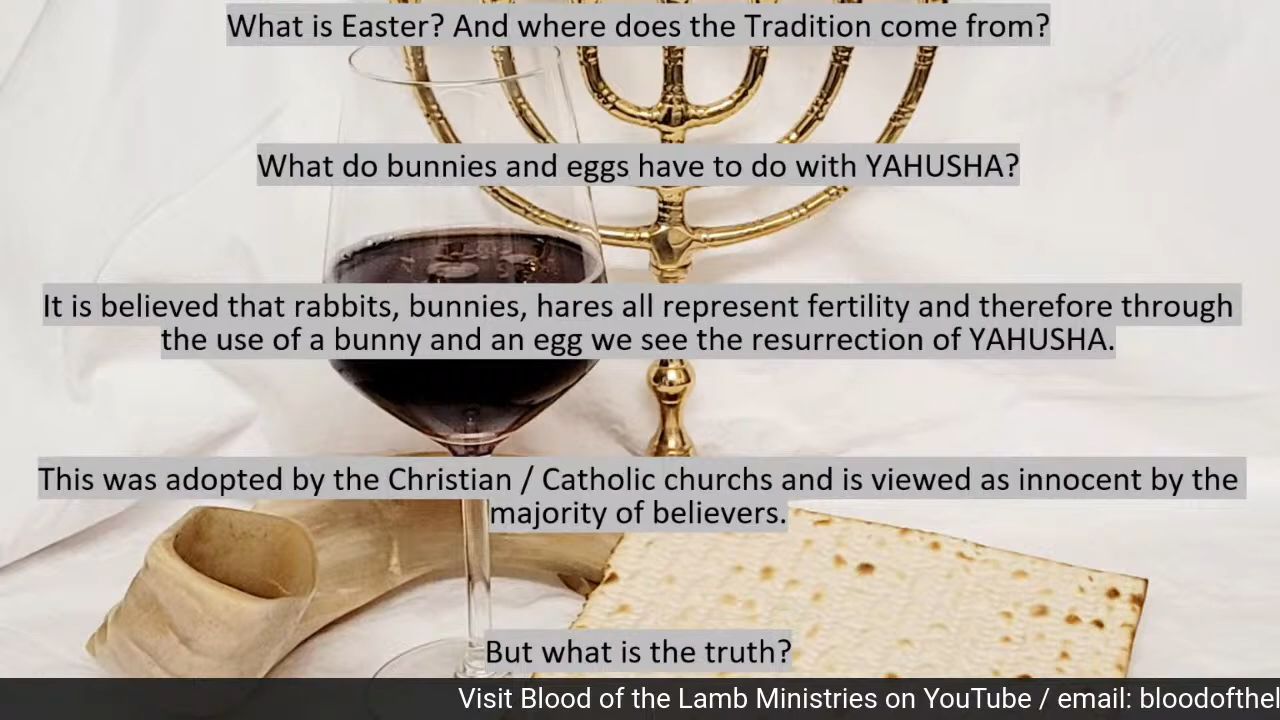 What is Easter? And where does the Tradition come from?
What do bunnies and eggs have to do with YAHUSHA?
It is believed that rabbits, bunnies, hares all represent fertility and therefore through
the use of a bunny and an egg we see the resurrection of YAHUSHA.
This was adopted by the Christian / Catholic churchs and is viewed as innocent by the
majority of believers.
But what is the truth?
Visit Blood of the Lamb Ministries on YouTube / email: bloodofthel